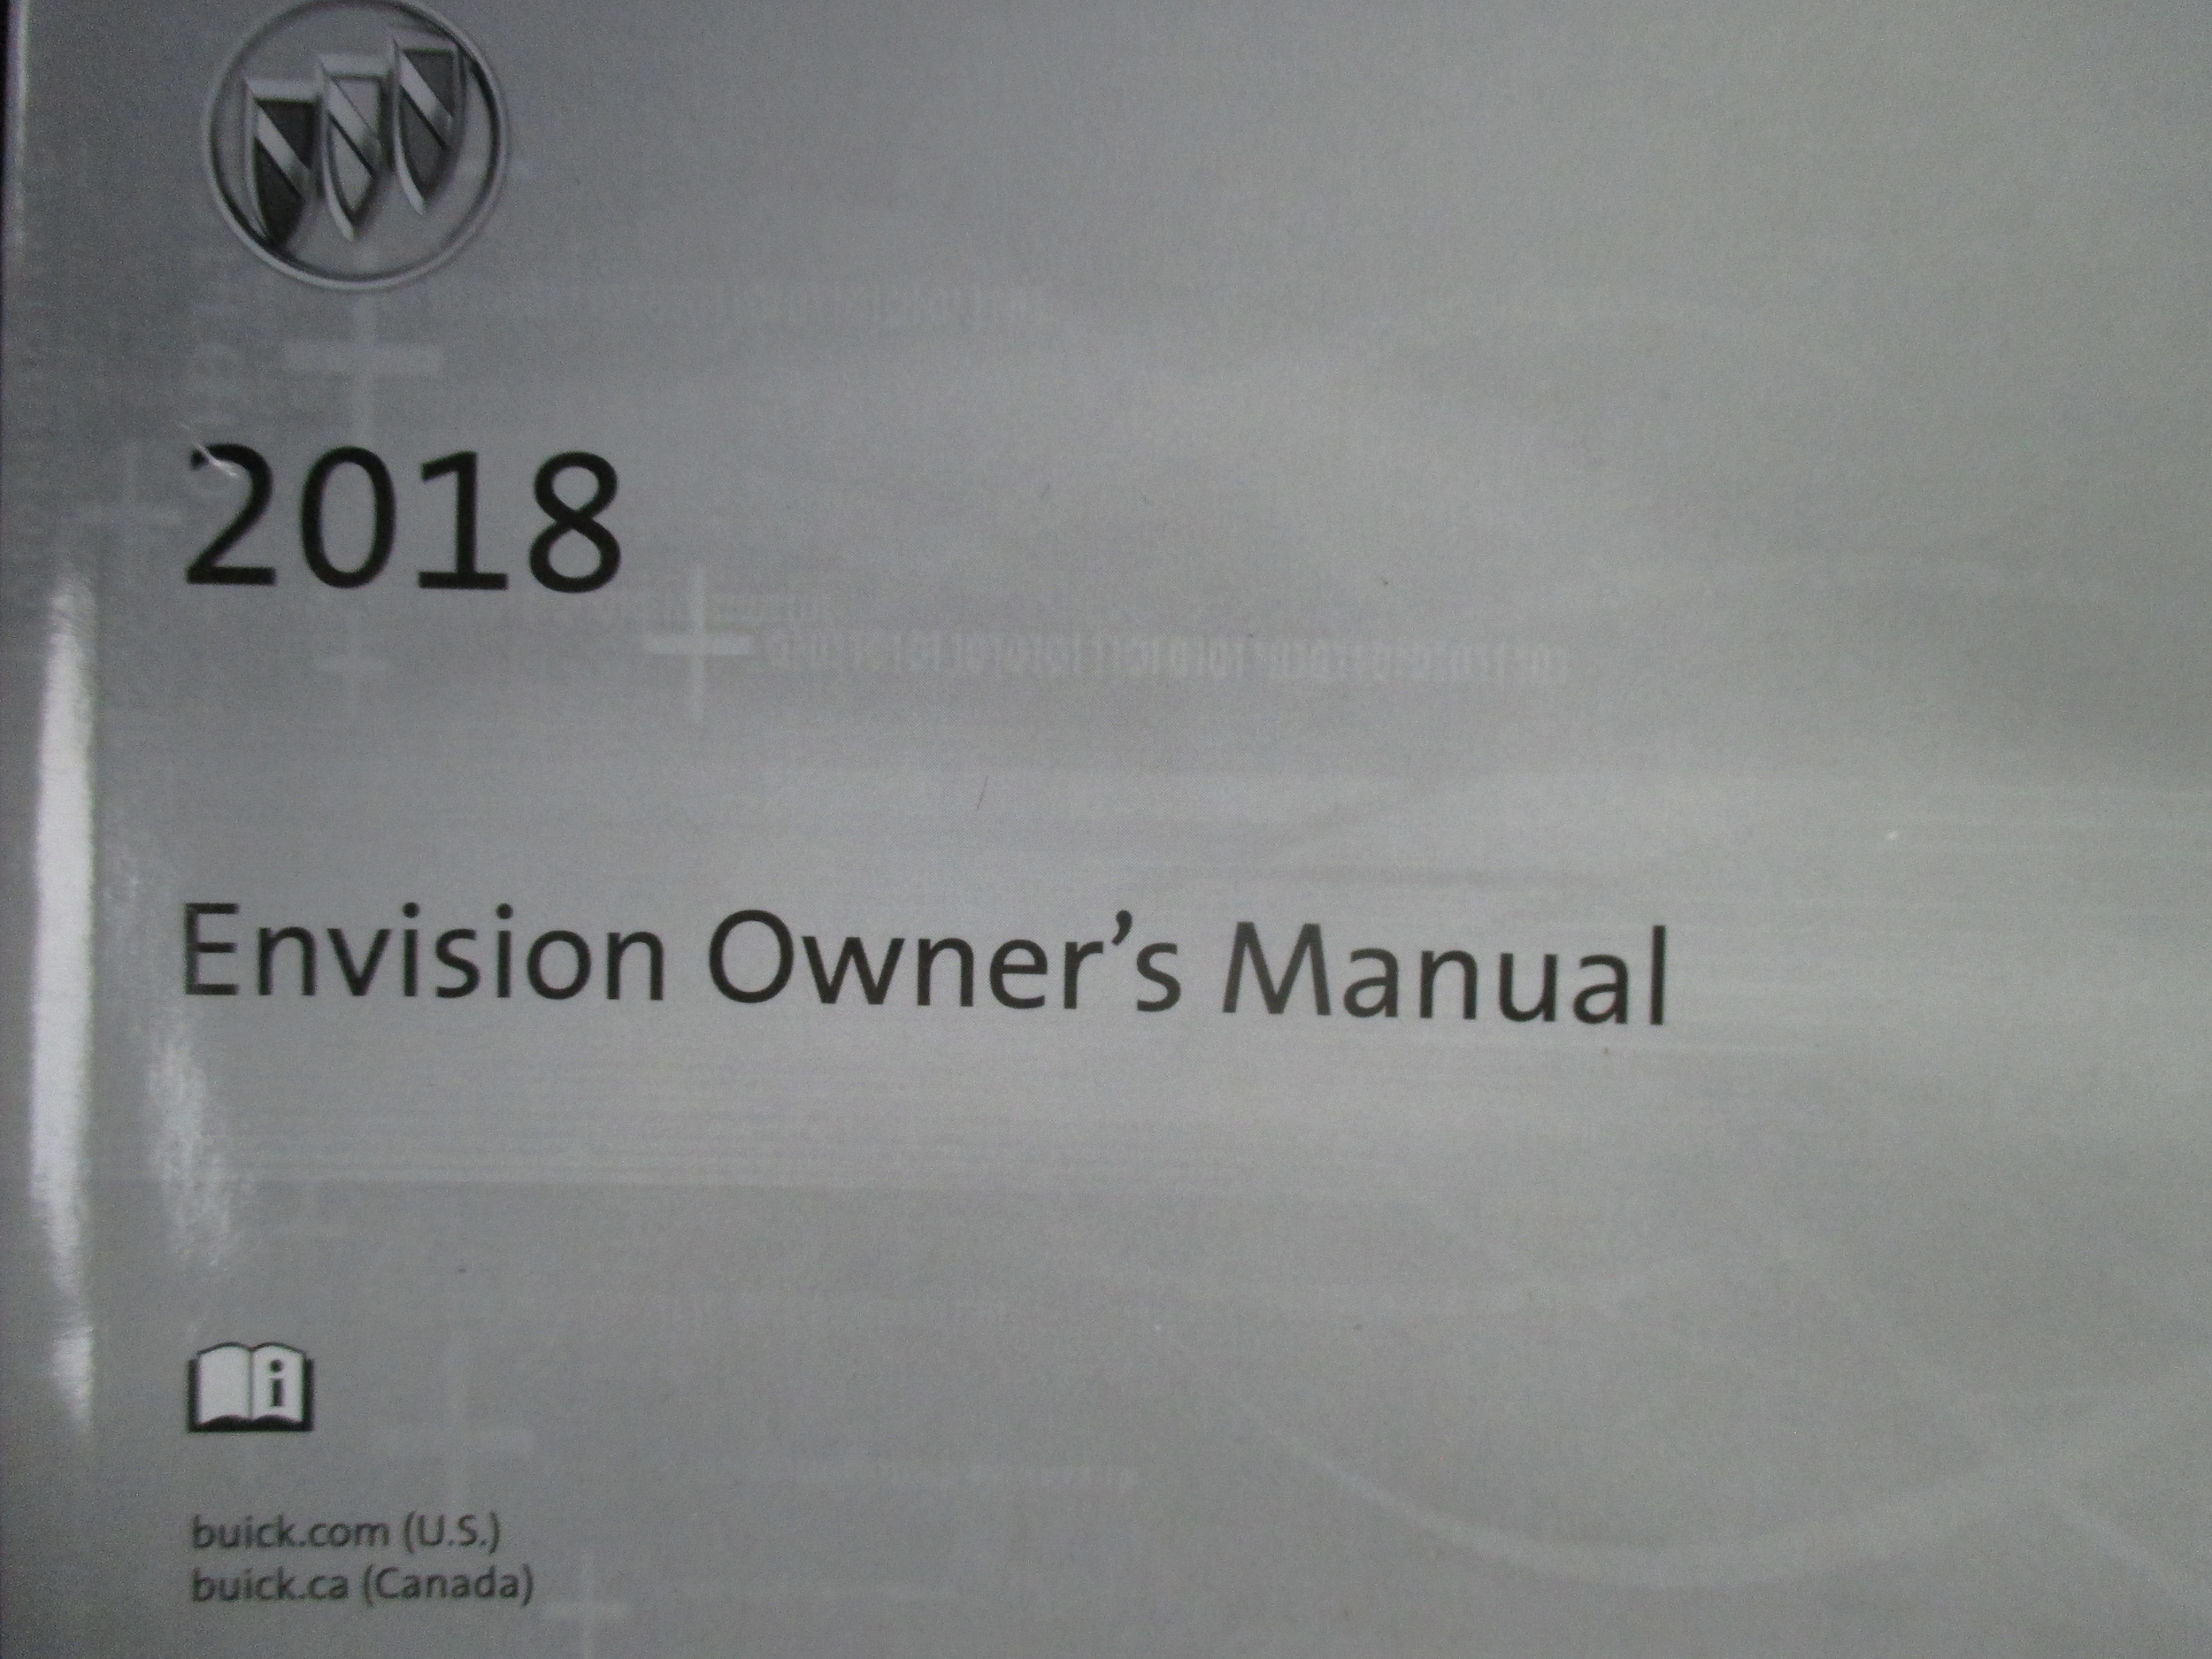 2018
Envision Owner’s Manual
i
buick.com (U.S.)
buick.ca (Canada)